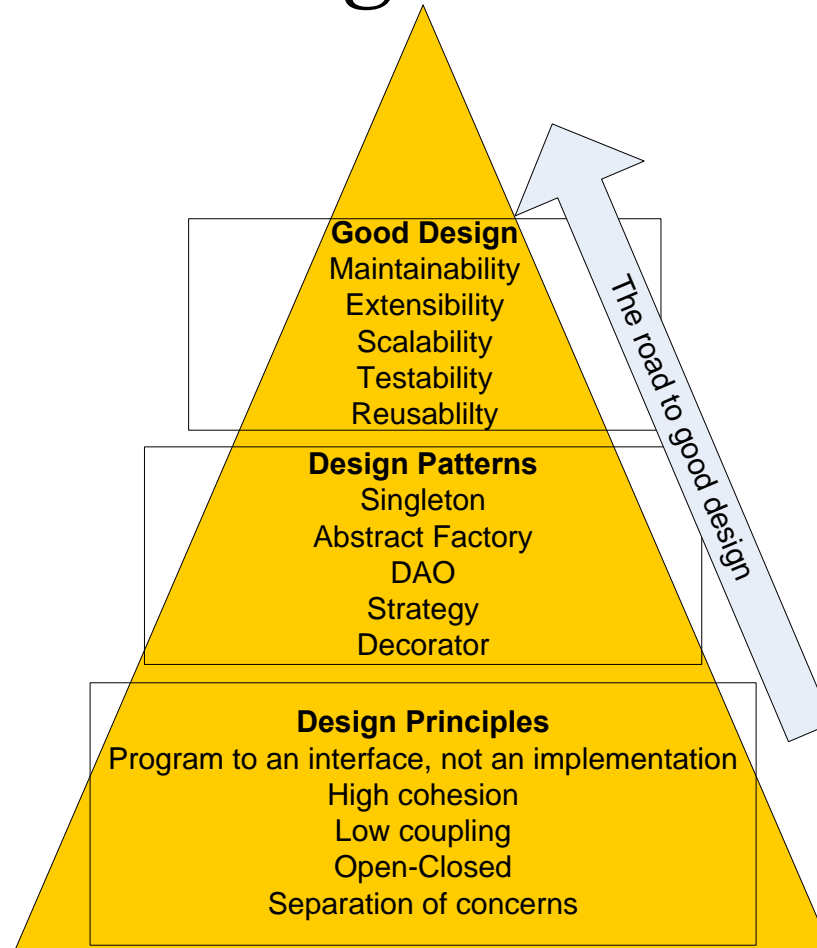 Good Design
Maintainability
Extensibility
Scalability
Testability
Reusablilty
The road to good design
Design Patterns
Singleton
Abstract Factory
DAO
Strategy
Decorator
Design Principles
Program to an interface, not an implementation
High cohesion
Low coupling
Open-Closed
Separation of concerns